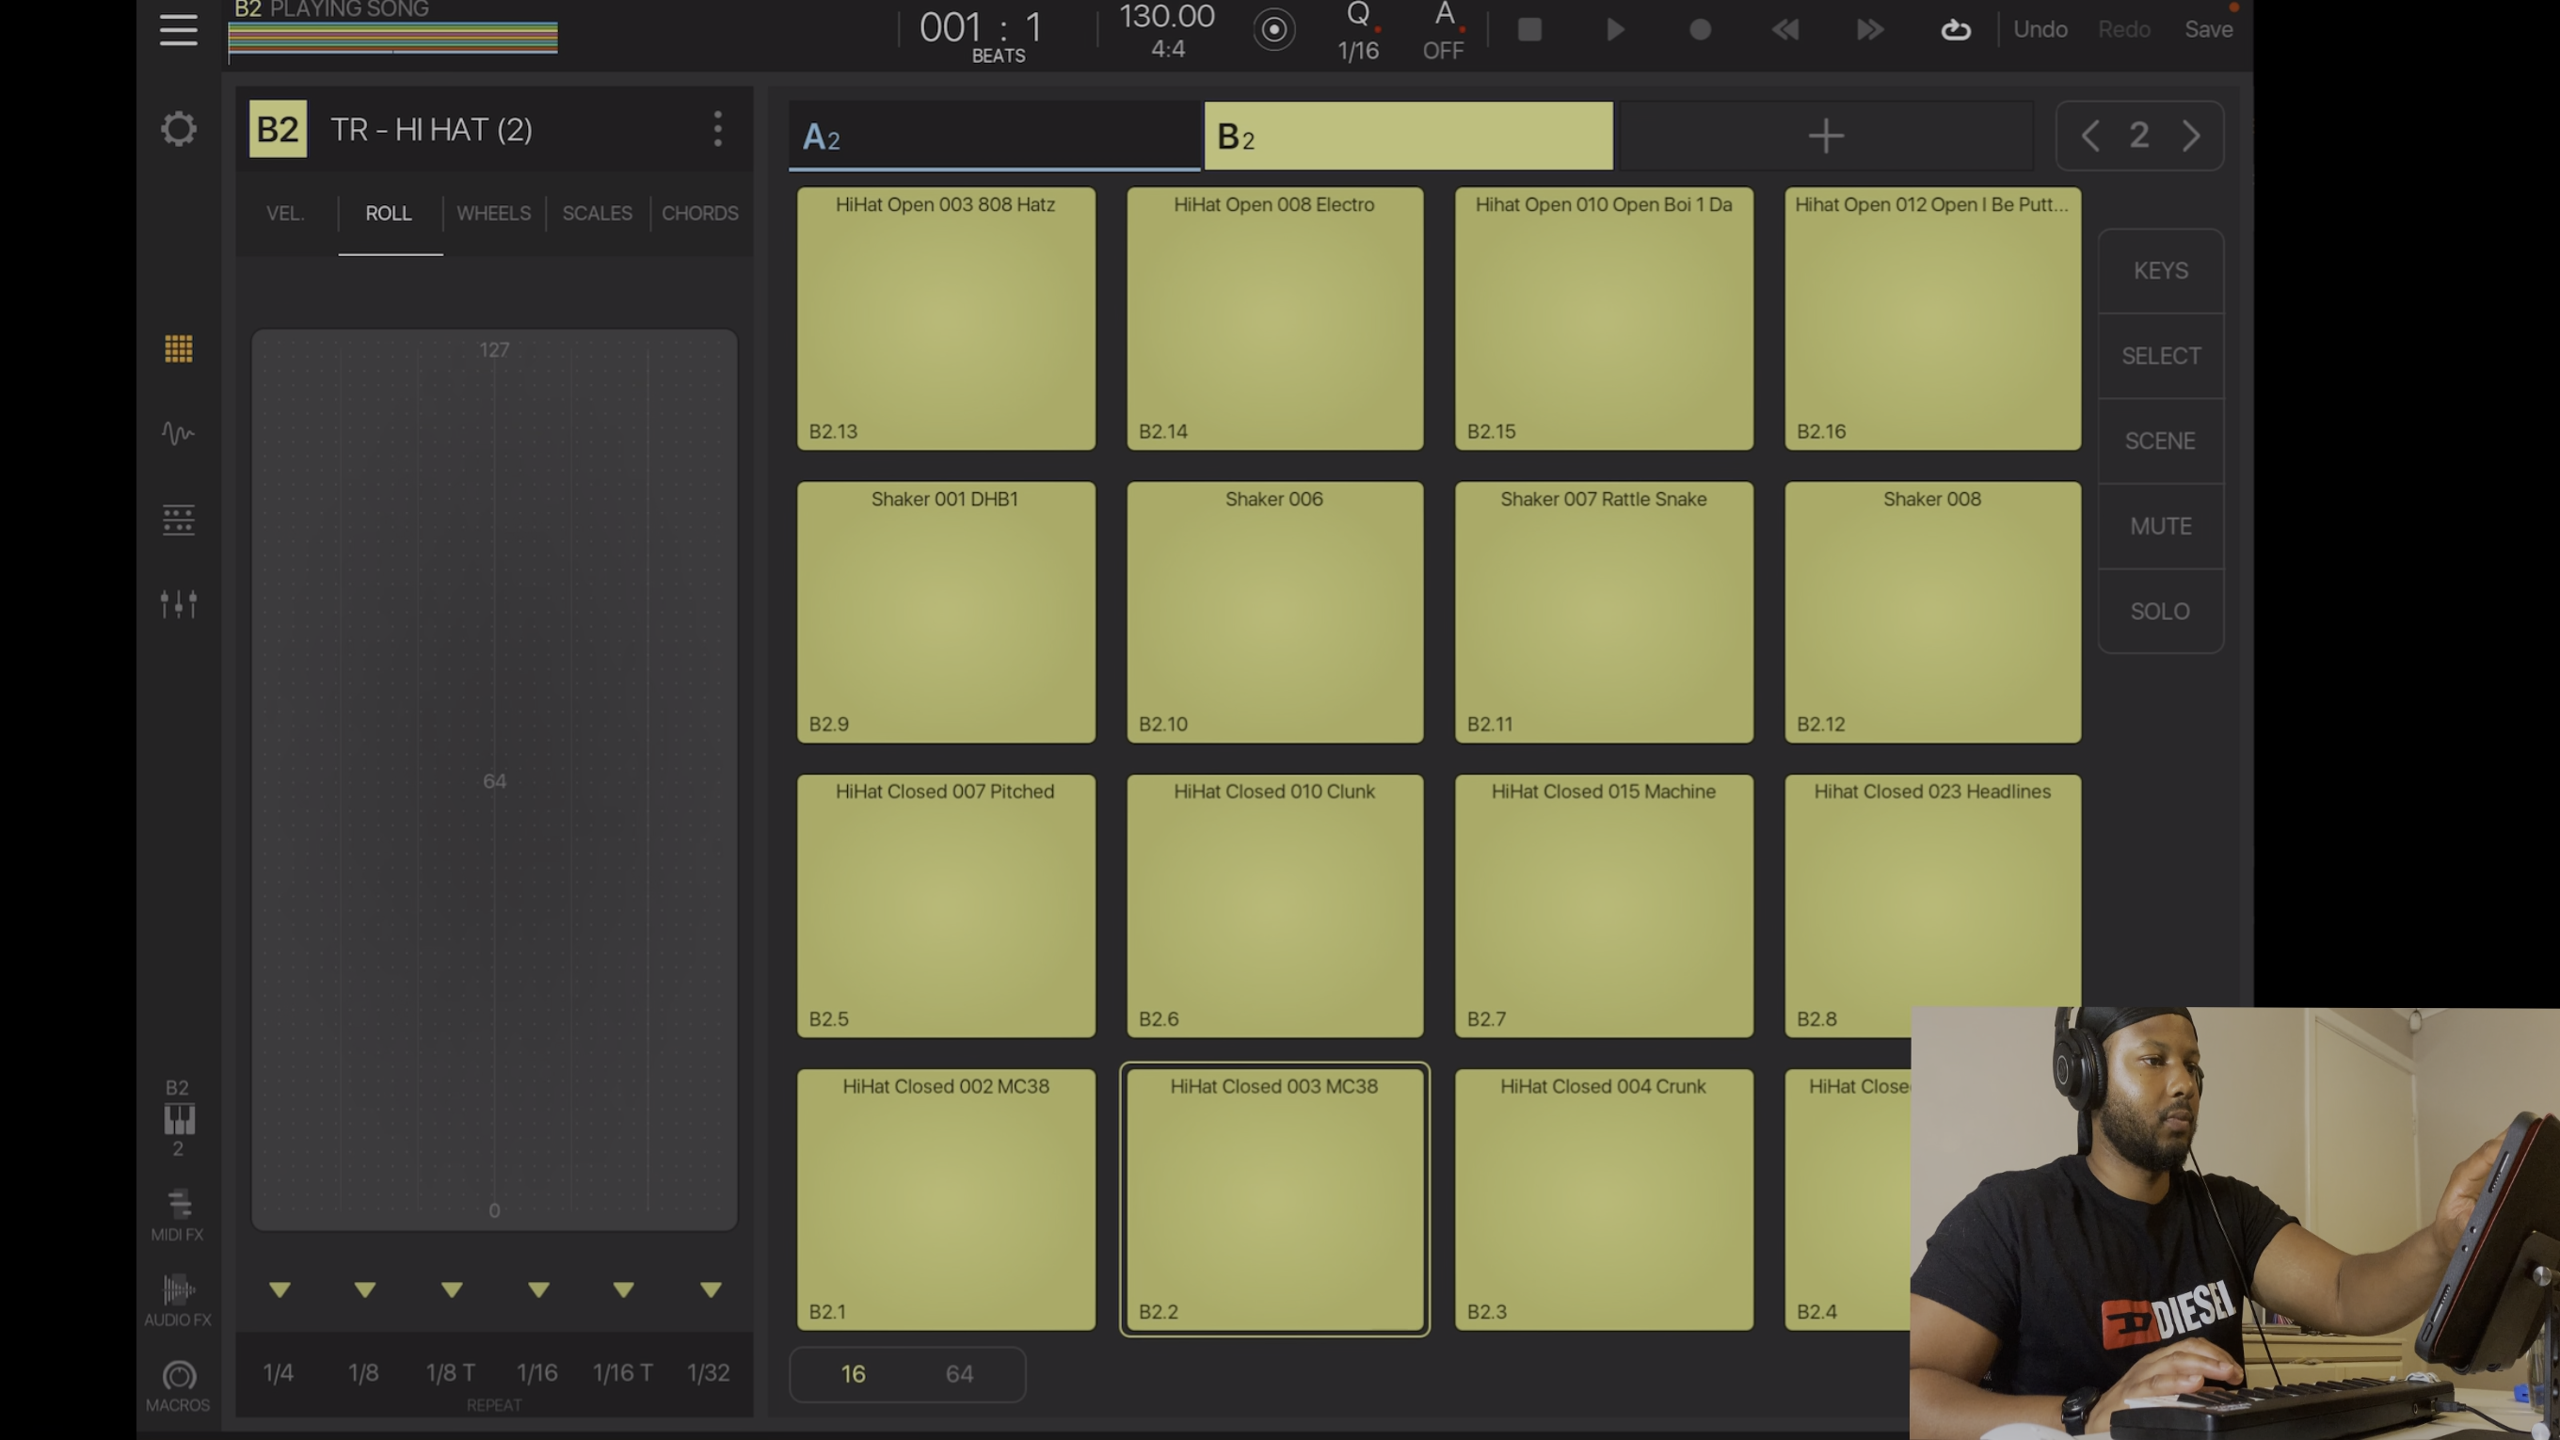 B2 PLAYING SONG
001 : 1
BEATS
130.00
4:4
Q
1/16
A
OFF
Undo
Redo
Save
B2
TR - HI HAT (2)
A2
B2
+
2
VEL.
ROLL
WHEELS
SCALES
CHORDS
127
64
0
HiHat Open 003 808 Hatz
B2.13
HiHat Open 008 Electro
B2.14
Hihat Open 010 Open Boi 1 Da
B2.15
Hihat Open 012 Open I Be Putt...
B2.16
Shaker 001 DHB1
B2.9
Shaker 006
B2.10
Shaker 007 Rattle Snake
B2.11
Shaker 008
B2.12
HiHat Closed 007 Pitched
B2.5
HiHat Closed 010 Clunk
B2.6
HiHat Closed 015 Machine
B2.7
Hihat Closed 023 Headlines
B2.8
HiHat Closed 002 MC38
B2.1
HiHat Closed 003 MC38
B2.2
HiHat Closed 004 Crunk
B2.3
HiHat Close
B2.4
KEYS
SELECT
SCENE
MUTE
SOLO
B2
2
MIDI FX
AUDIO FX
MACROS
1/4
1/8
1/8 T
1/16
1/16 T
1/32
REPEAT
16
64
DIESEL